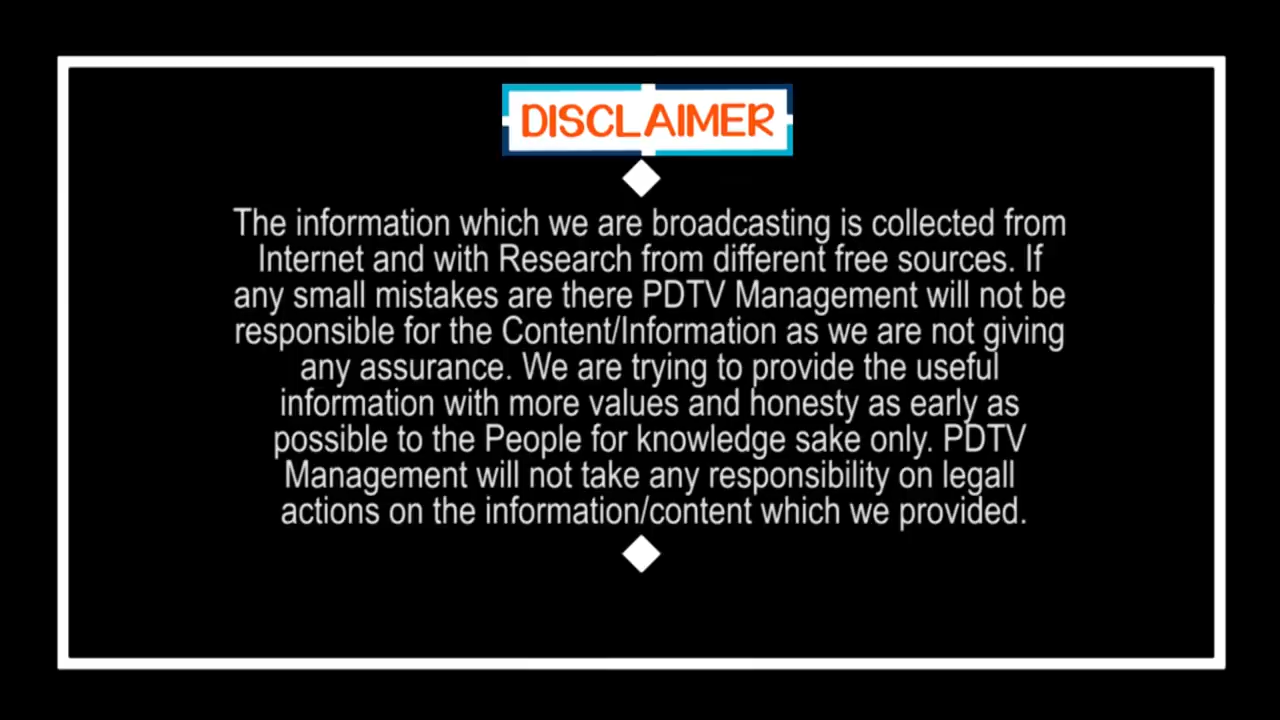 DISCLAIMER
The information which we are broadcasting is collected from
Internet and with Research from different free sources. If
any small mistakes are there PDTV Management will not be
responsible for the Content/Information as we are not giving
any assurance. We are trying to provide the useful
information with more values and honesty as early as
possible to the People for knowledge sake only. PDTV
Management will not take any responsibility on legall
actions on the information/content which we provided.